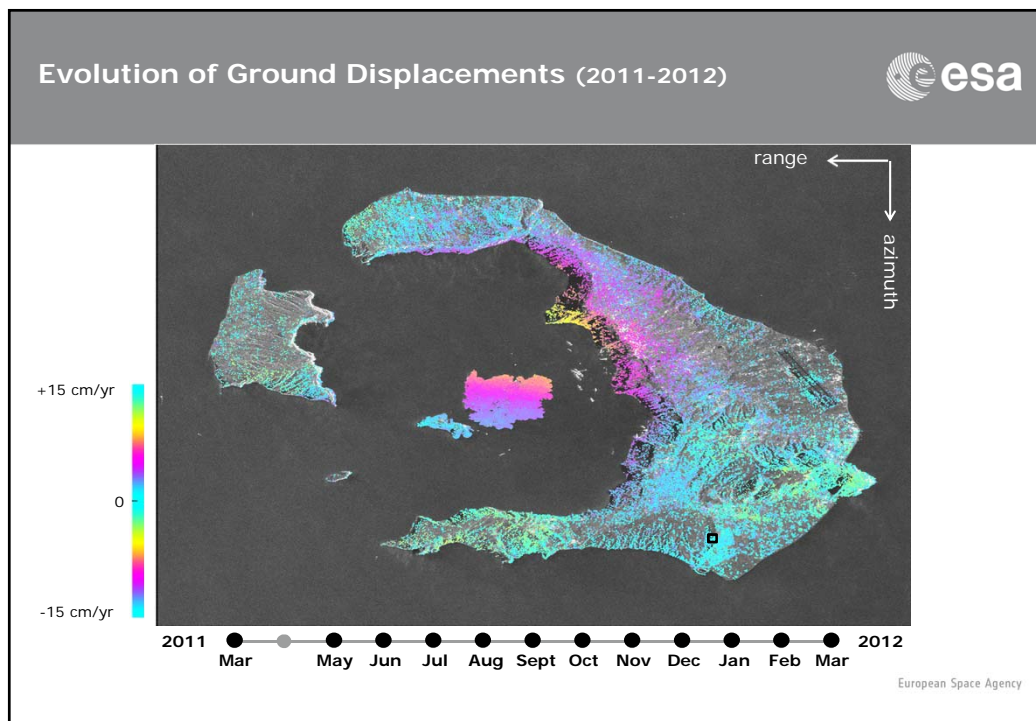 Evolution of Ground Displacements (2011-2012)
esa
range
azimuth
+15 cm/yr
0
-15 cm/yr
2011 2012
Mar May Jun Jul Aug Sept Oct Nov Dec Jan Feb Mar
European Space Agency